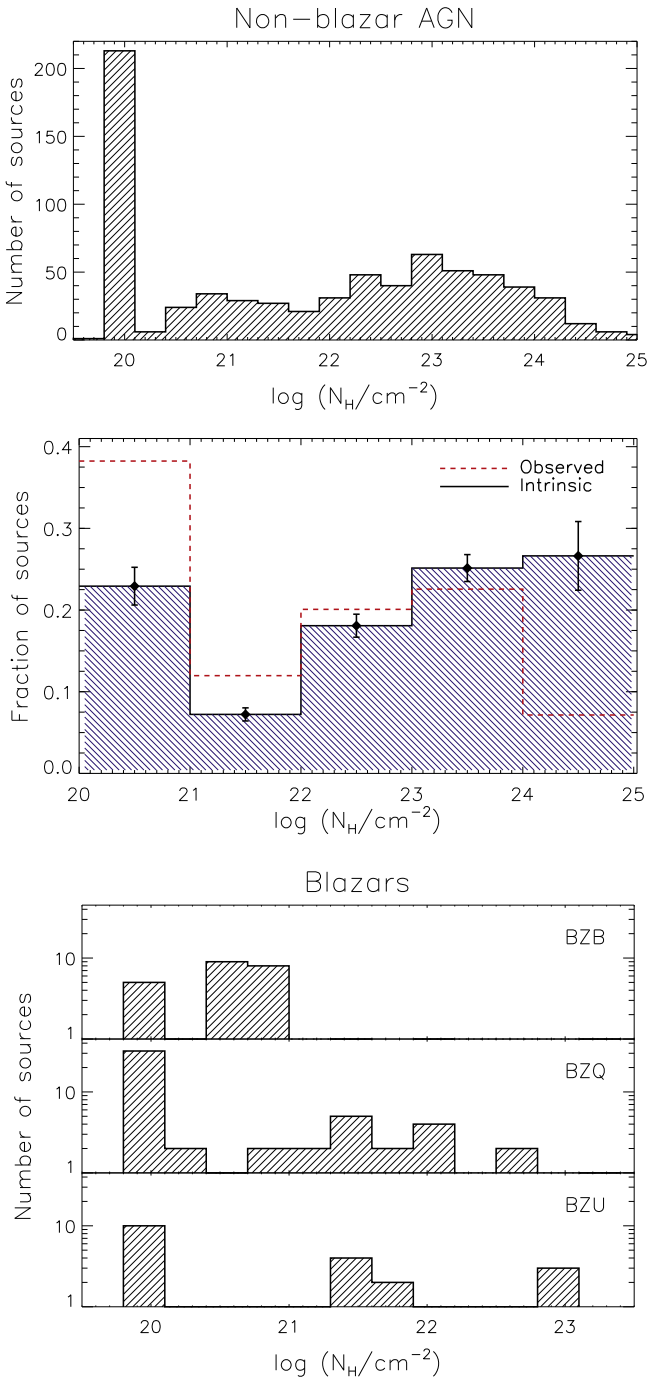 Non-blazar AGN
200
150
100
50
0
Number of sources
20 21 22 23 24 25
log (N_H/cm^-2)
0.4
0.3
0.2
0.1
0.0
Fraction of sources
Observed
Intrinsic
20 21 22 23 24 25
log (N_H/cm^-2)
Blazars
BZB
10
1
BZQ
10
1
BZU
10
1
Number of sources
20 21 22 23
log (N_H/cm^-2)